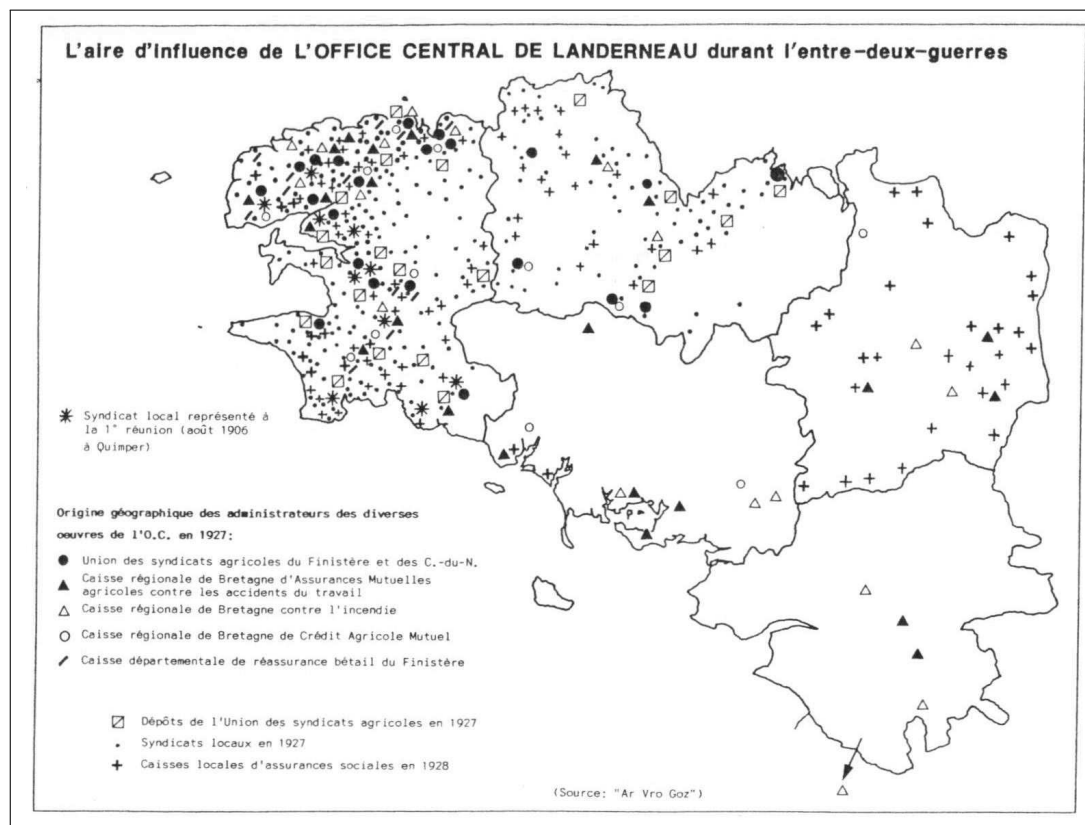 L'aire d'influence de L'OFFICE CENTRAL DE LANDERNEAU durant l'entre-deux-guerres
Syndicat local représenté à
la 1° réunion (août 1906
à Quimper)
Origine géographique des administrateurs des diverses
oeuvres de l'O.C. en 1927:
Union des syndicats agricoles du Finistère et des C.-du-N.
Caisse régionale de Bretagne d'Assurances Mutuelles
agricoles contre les accidents du travail
Caisse régionale de Bretagne contre l'incendie
Caisse régionale de Bretagne de Crédit Agricole Mutuel
Caisse départementale de réassurance bétail du Finistère
Dépôts de l'Union des syndicats agricoles en 1927
Syndicats locaux en 1927
Caisses locales d'assurances sociales en 1928
(Source: "Ar Vro Goz")